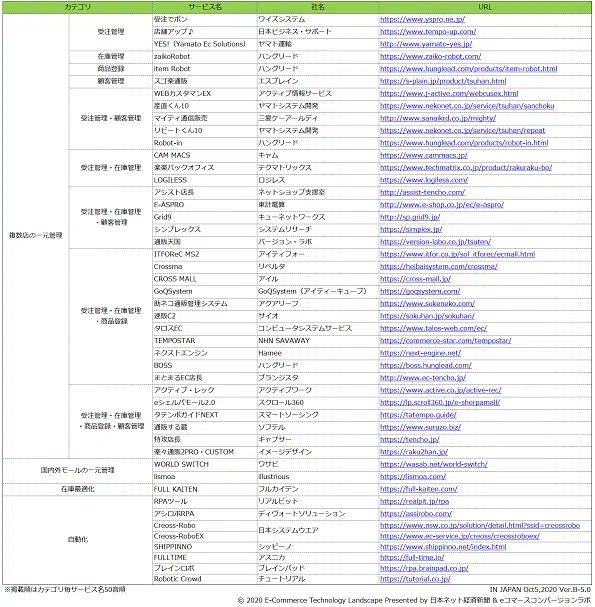 カテゴリ サービス名 社名 URL
複数店の一元管理 受注管理 受注でポン ワイズシステム https://www.yspro.ne.jp/
店舗アップ♪ 日本ビジネス・サポート https://www.tempo-up.com/
YES!（Yamato Ec Solutions） ヤマト運輸 http://www.yamato-yes.jp/
在庫管理 zaikoRobot ハングリード https://www.zaiko-robot.com/
商品登録 item Robot ハングリード https://www.hunglead.com/products/item-robot.html
顧客管理 スゴ楽通販 エスプレイン https://s-plain.jp/product/tsuhan.html
受注管理・顧客管理 WEBカスタマンEX アクティブ情報サービス https://www.j-active.com/webcusex.html
産直くん10 ヤマトシステム開発 https://www.nekonet.co.jp/service/tsuhan/sanchoku
マイティ通信販売 三愛ケーアールディ http://www.sanaikrd.co.jp/mighty/
リピートくん10 ヤマトシステム開発 https://www.nekonet.co.jp/service/tsuhan/repeat
Robot-in ハングリード https://www.hunglead.com/products/robot-in.html
受注管理・在庫管理 CAM MACS キャム https://www.cammacs.jp/
楽楽バックオフィス テクマトリックス https://www.techmatrix.co.jp/product/rakuraku-bo/
LOGILESS ロジレス https://www.logiless.com/
受注管理・在庫管理・顧客管理 アシスト店長 ネットショップ支援室 http://assist-tencho.com/
E-ASPRO 東計電算 http://www.e-shop.co.jp/ec/e-aspro/
Grid9 キューネットワークス http://sp.grid9.jp/
シンプレックス システムリサーチ https://simplex.jp/
通販天国 バージョン・ラボ https://version-labo.co.jp/tsuten/
受注管理・在庫管理・商品登録 ITFOReC MS2 アイティフォー https://www.itfor.co.jp/sol_itforec/ecmall.html
Crossma リベルタ https://heibaisystem.com/crossma/
CROSS MALL アイル https://cross-mall.jp/
GoQSystem GoQSystem（アイティーキューブ） https://goqsystem.com/
助ネコ通販管理システム アクアリーフ https://www.sukeneko.com/
速販C2 サイオ https://sokuhan.jp/sokuhan/
タロスEC コンピュータシステムサービス https://www.talos-web.com/ec/
TEMPOSTAR NHN SAVAWAY https://commerce-star.com/tempostar/
ネクストエンジン Hamee https://next-engine.net/
BOSS ハングリード https://boss.hunglead.com/
まとまるEC店長 ブランジスタ http://www.ec-tencho.jp/
受注管理・在庫管理・商品登録・顧客管理 アクティブ・レック アクティブワーク https://www.active.co.jp/active-rec/
eシェルパモール2.0 スクロール360 https://lp.scroll360.jp/e-sherpamall/
タテンポガイドNEXT スマートソーシング https://tatempo.guide/
通販する蔵 ソフテル https://www.suruzo.biz/
特攻店長 キャプサー https://tencho.jp/
楽々通販2PRO・CUSTOM イメージデザイン https://raku2han.jp/
国内外モールの一元管理 WORLD SWITCH ワサビ https://wasab.net/world-switch/
lismoa illustrious https://lismoa.com/
在庫最適化 FULL KAITEN フルカイテン https://full-kaiten.com/
自動化 RPAツール リアルビット https://realpit.jp/rpa
アシロボRPA ディヴォートソリューション https://assirobo.com/
Creoss-Robo 日本システムウエア https://www.nsw.co.jp/solution/detail.html?ssid=creossrobo
Creoss-RoboEX https://www.ec-service.jp/creoss/creossroboex/
SHIPPINNO シッピーノ https://www.shippinno.net/index.html
FULLTIME アスニカ https://full-time.io/
ブレインロボ ブレインパッド https://rpa.brainpad.co.jp/
Robotic Crowd チュートリアル https://tutorial.co.jp/
※掲載順はカテゴリ毎サービス名50音順 IN JAPAN Oct5,2020 Ver.B-5.0
© 2020 E-Commerce Technology Landscape Presented by 日本ネット経済新聞 & eコマースコンバージョンラボ